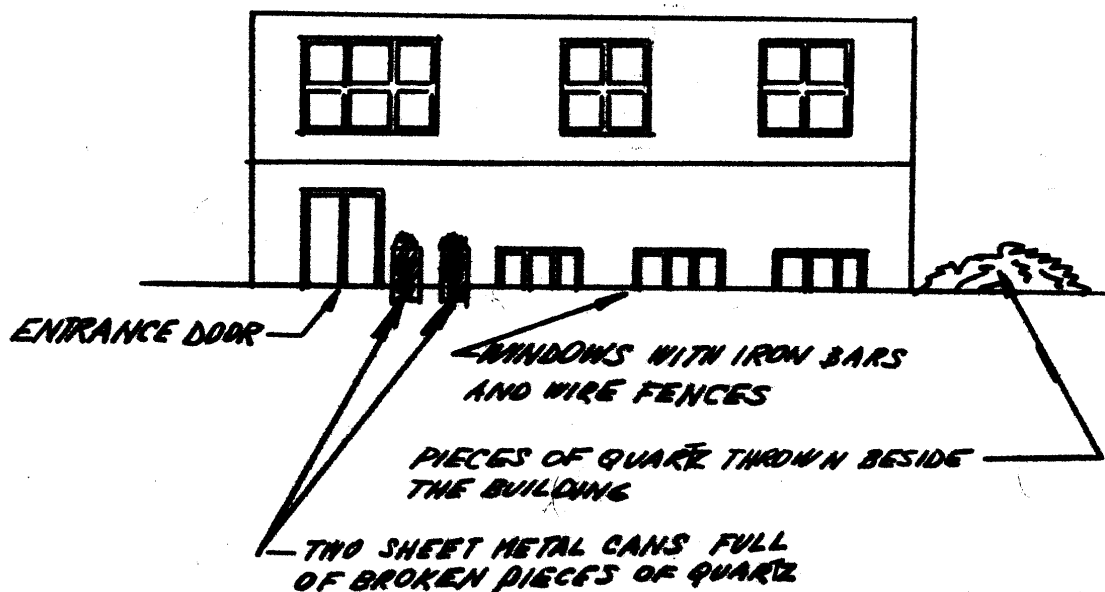 ENTRANCE DOOR
WINDOWS WITH IRON BARS
AND WIRE FENCES
PIECES OF QUARTZ THROWN BESIDE
THE BUILDING
TWO SHEET METAL CANS FULL
OF BROKEN PIECES OF QUARTZ